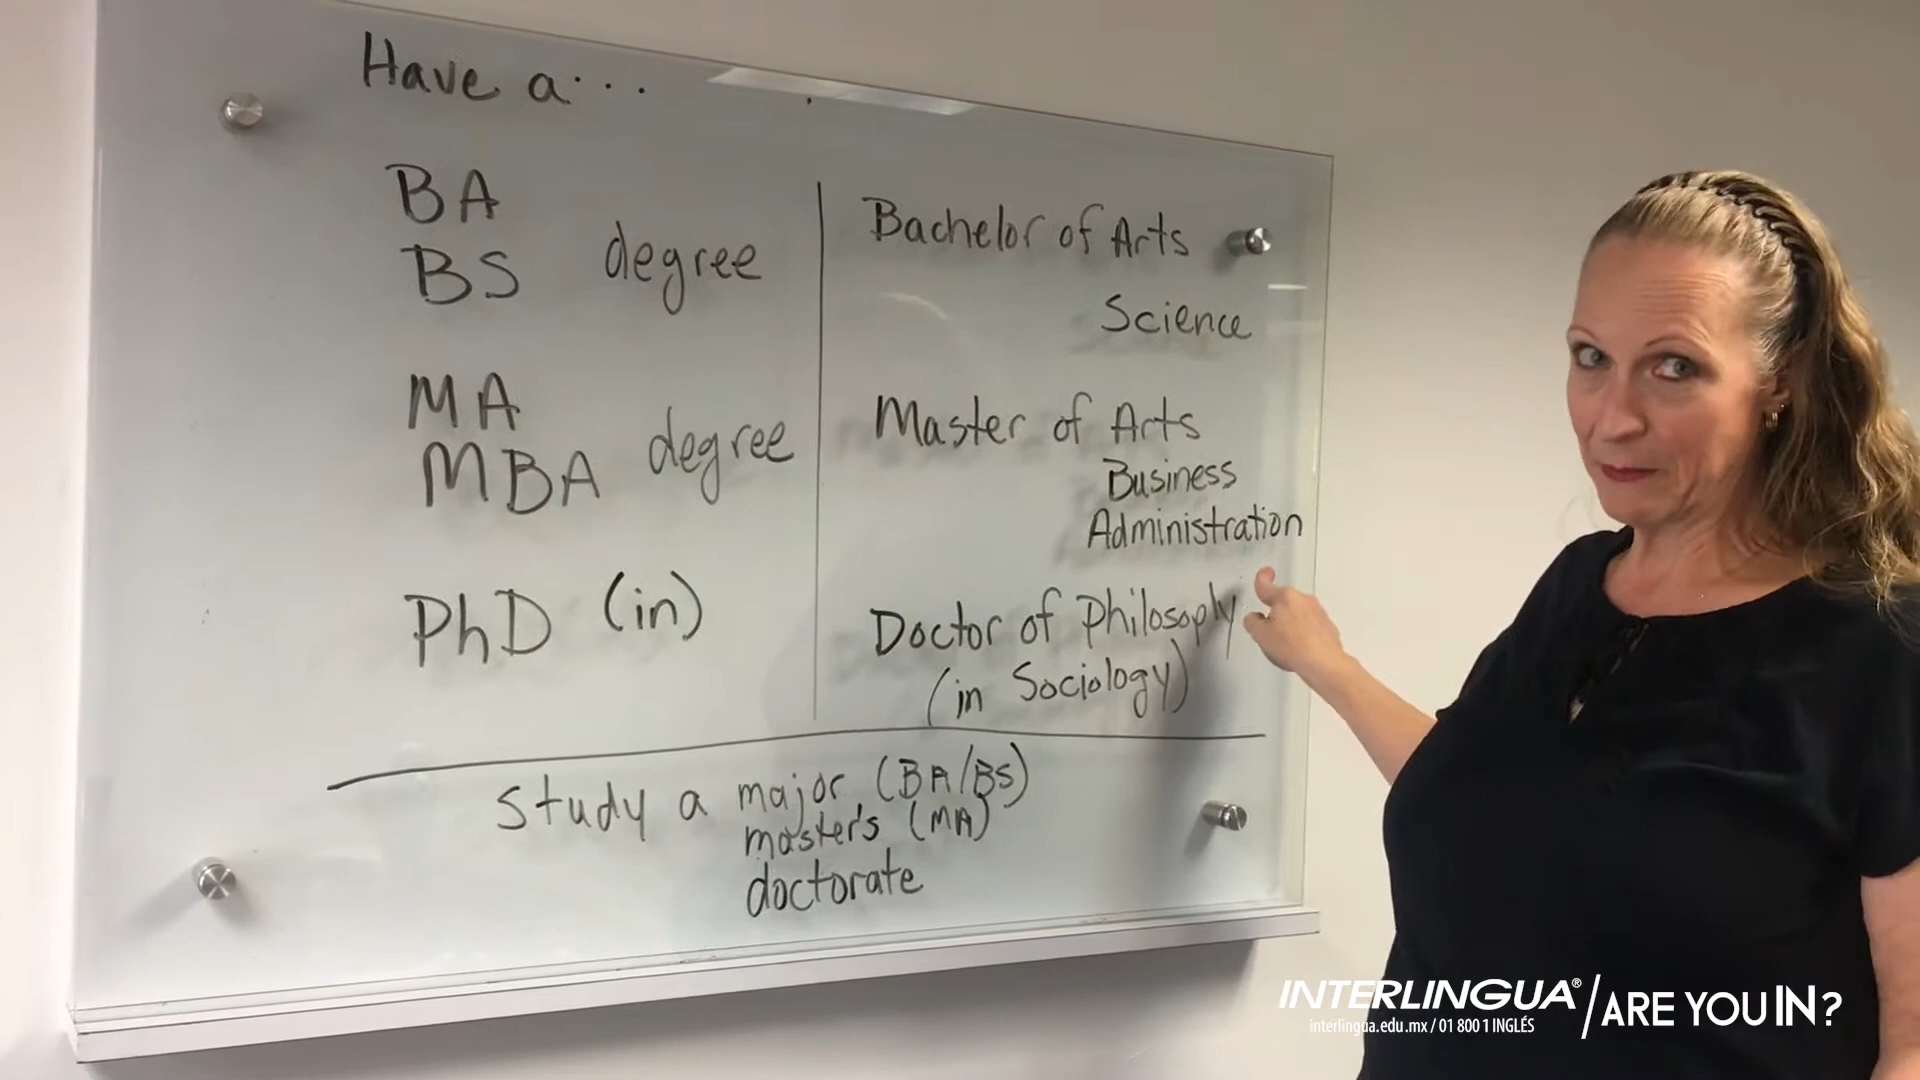 Have a...
BA
BS degree
MA
MBA degree
PhD (in)
Bachelor of Arts
Science
Master of Arts
Business
Administration
Doctor of Philosophy
(in Sociology)
Study a major (BA/BS)
master's (MA)
doctorate
INTERLINGUA® / ARE YOU IN?
interlingua.edu.mx / 01 800 1 INGLÉS